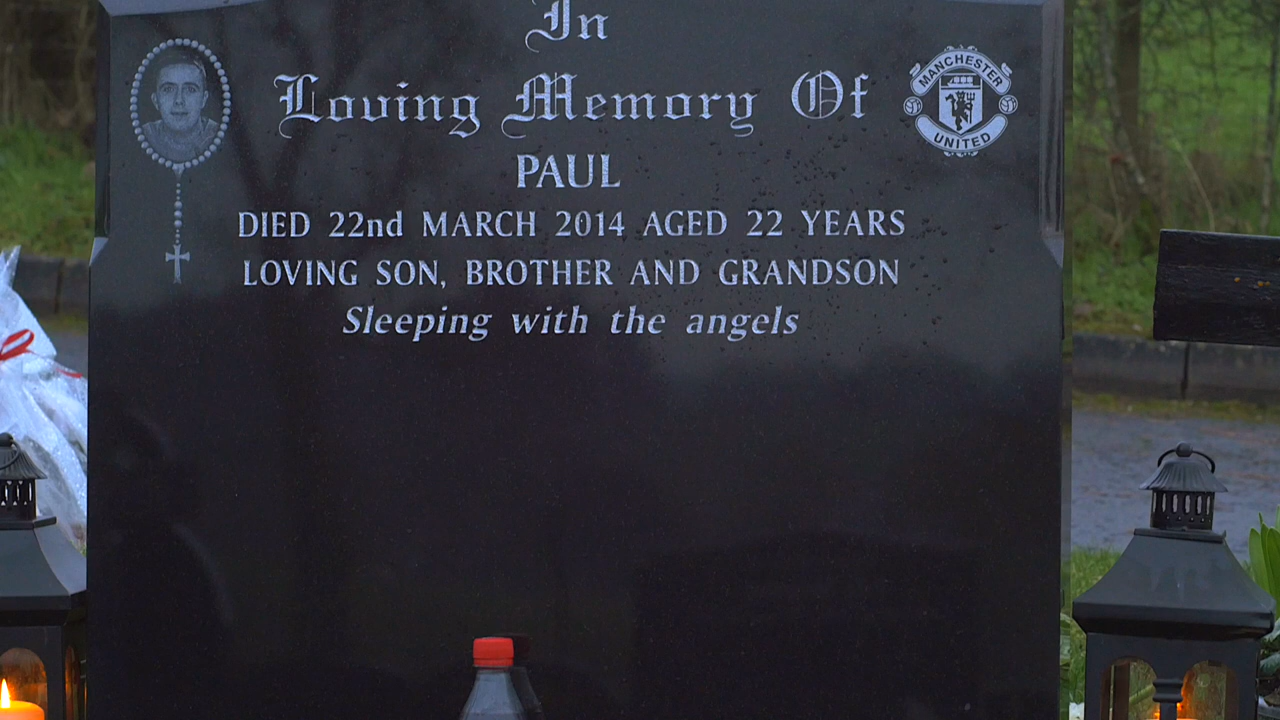 In
Loving Memory Of
MANCHESTER
UNITED
PAUL
DIED 22nd MARCH 2014 AGED 22 YEARS
LOVING SON, BROTHER AND GRANDSON
Sleeping with the angels